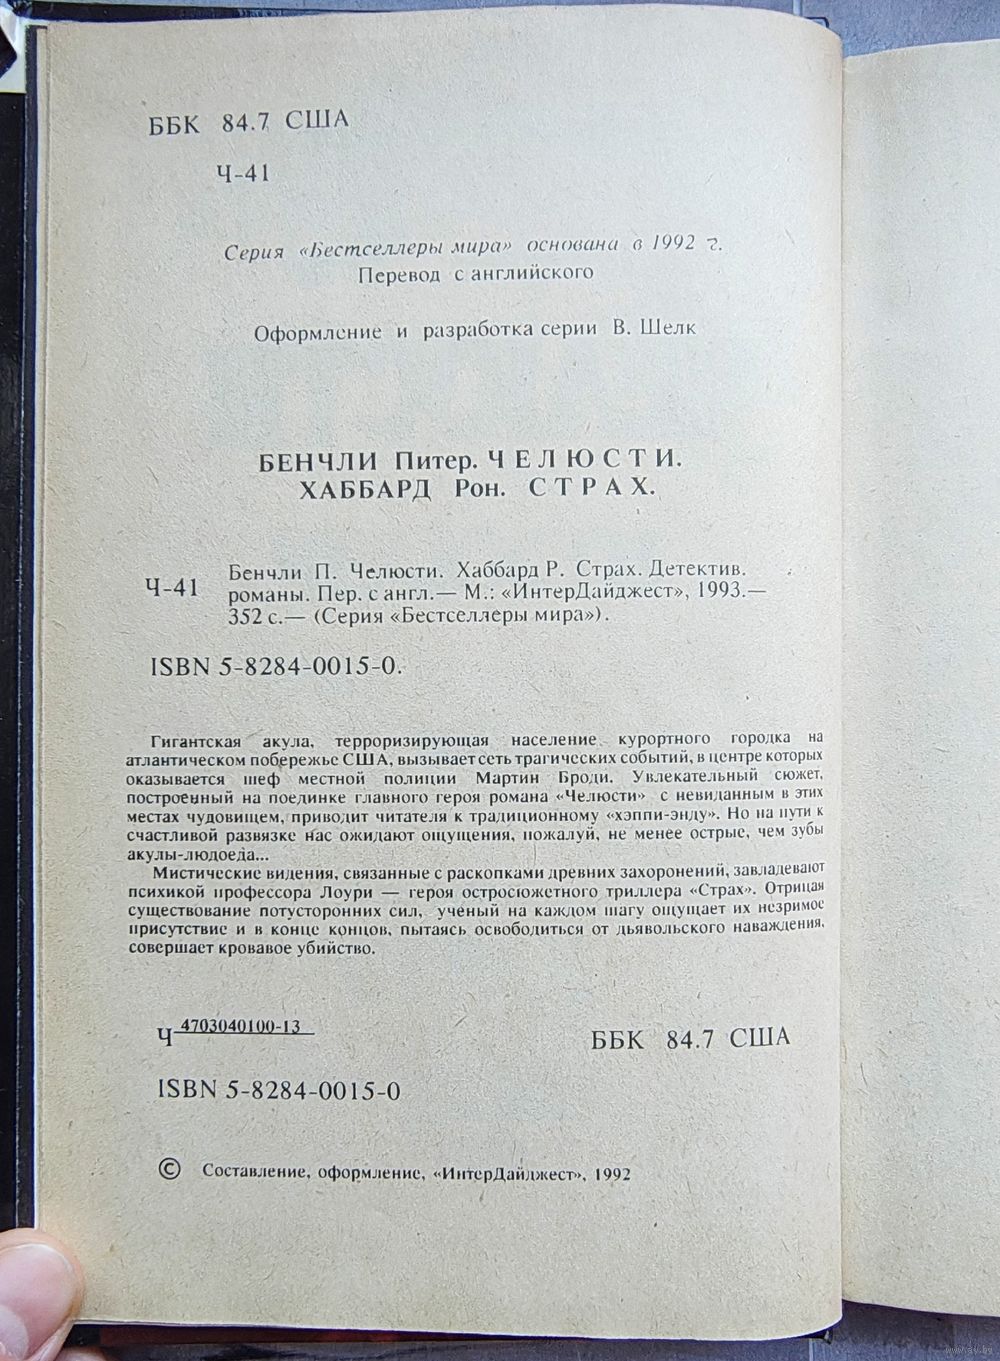 ББК 84.7 США
Ч-41
Серия «Бестселлеры мира» основана в 1992 г.
Перевод с английского
Оформление и разработка серии В. Шелк
БЕНЧЛИ Питер. ЧЕЛЮСТИ.
ХАББАРД Рон. СТРАХ.
Бенчли П. Челюсти. Хаббард Р. Страх. Детектив.
Ч-41 романы. Пер. с англ.— М.: «ИнтерДайджест», 1993.—
352 с.— (Серия «Бестселлеры мира»).
ISBN 5-8284-0015-0.
Гигантская акула, терроризирующая население курортного городка на
атлантическом побережье США, вызывает сеть трагических событий, в центре которых
оказывается шеф местной полиции Мартин Броди. Увлекательный сюжет,
построенный на поединке главного героя романа «Челюсти» с невиданным в этих
местах чудовищем, приводит читателя к традиционному «хэппи-энду». Но на пути к
счастливой развязке нас ожидают ощущения, пожалуй, не менее острые, чем зубы
акулы-людоеда...
Мистические видения, связанные с раскопками древних захоронений, завладевают
психикой профессора Лоури — героя остросюжетного триллера «Страх». Отрицая
существование потусторонних сил, ученый на каждом шагу ощущает их незримое
присутствие и в конце концов, пытаясь освободиться от дьявольского наваждения,
совершает кровавое убийство.
Ч 4703040100-13
ББК 84.7 США
ISBN 5-8284-0015-0
© Составление, оформление, «ИнтерДайджест», 1992
www.ay.by